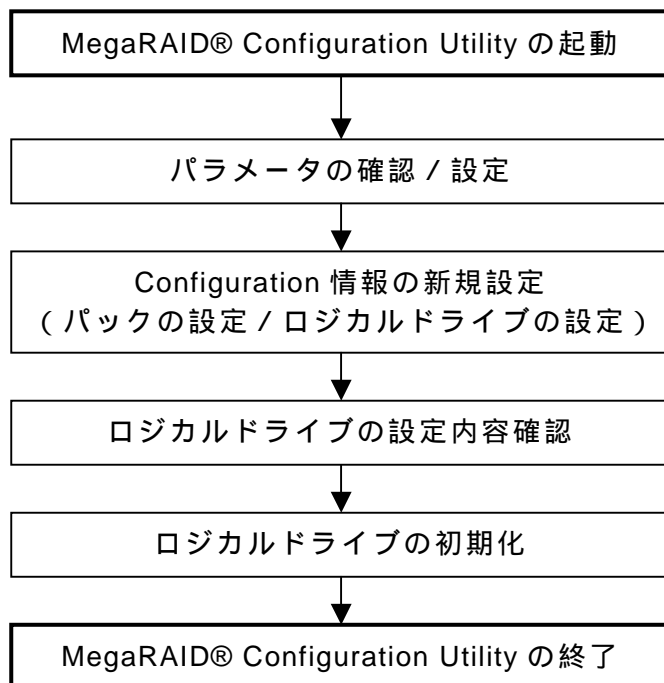 MegaRAID® Configuration Utility の起動
パラメータの確認 / 設定
Configuration 情報の新規設定
( パックの設定 / ロジカルドライブの設定 )
ロジカルドライブの設定内容確認
ロジカルドライブの初期化
MegaRAID® Configuration Utility の終了